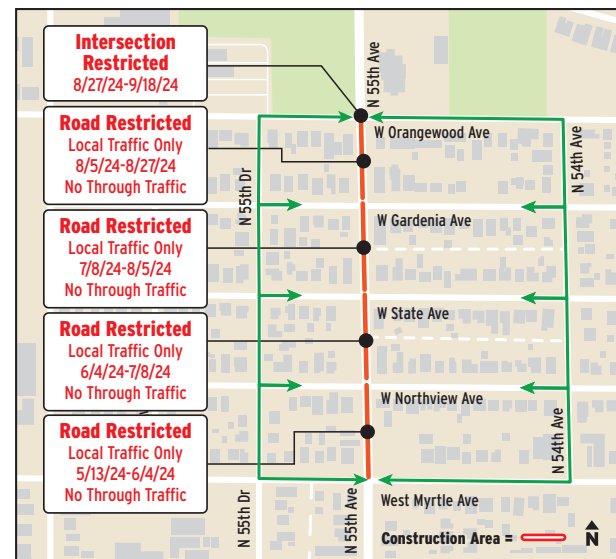 Intersection
Restricted
8/27/24-9/18/24
Road Restricted
Local Traffic Only
8/5/24-8/27/24
No Through Traffic
Road Restricted
Local Traffic Only
7/8/24-8/5/24
No Through Traffic
Road Restricted
Local Traffic Only
6/4/24-7/8/24
No Through Traffic
Road Restricted
Local Traffic Only
5/13/24-6/4/24
No Through Traffic
N 55th Ave
W Orangewood Ave
N 55th Dr
N 54th Ave
W Gardenia Ave
W State Ave
W Northview Ave
N 54th Ave
West Myrtle Ave
N 55th Dr
N 55th Ave
Construction Area =
N